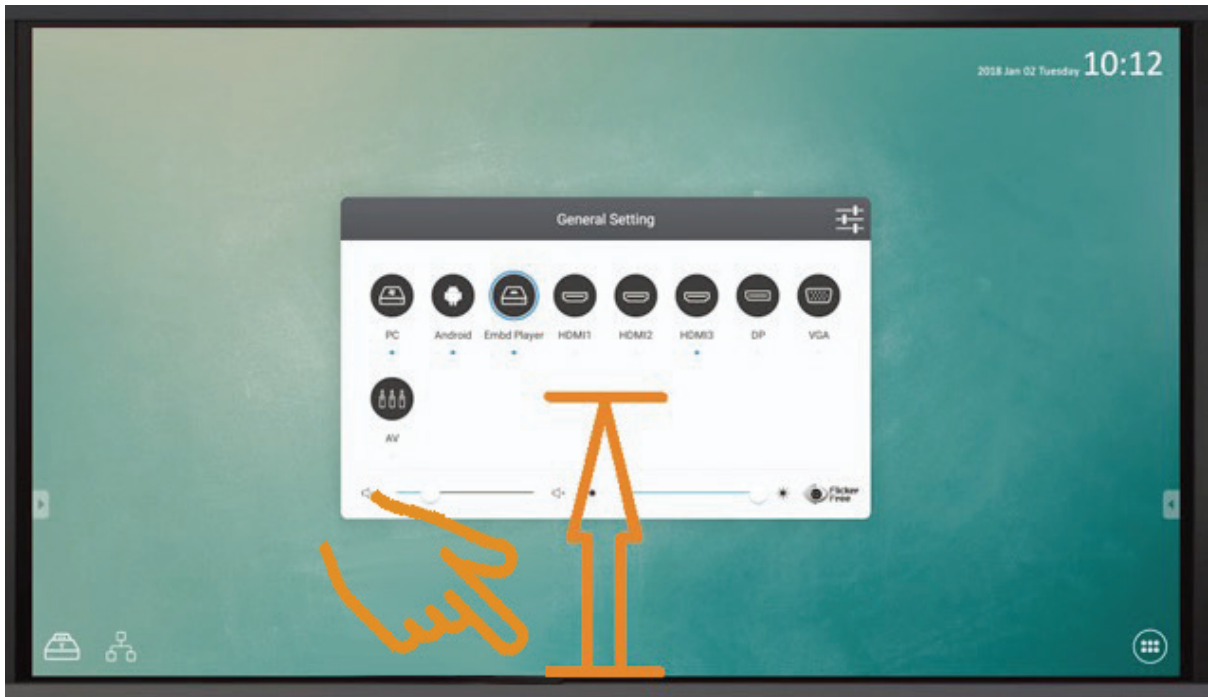 2018 Jan 02 Tuesday 10:12
General Setting
PC Android Embd Player HDMI1 HDMI2 HDMI3 DP VGA
AV
Flicker
Free